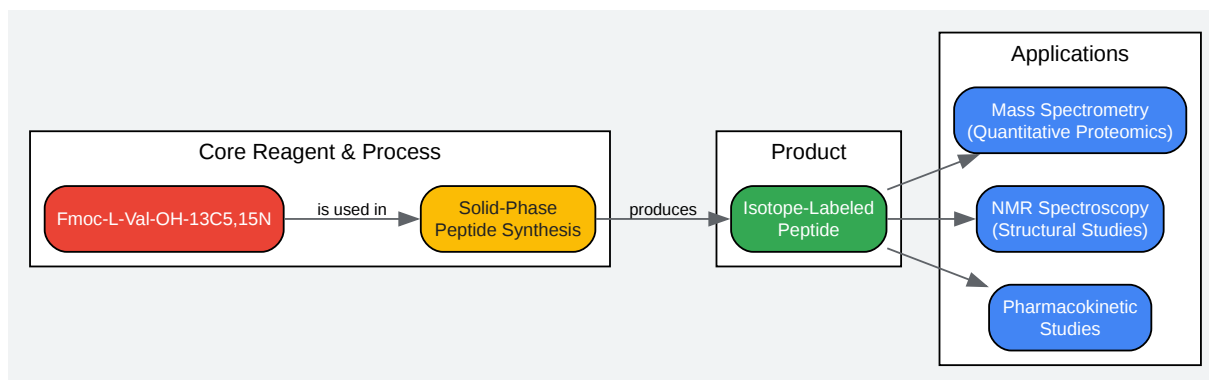 Core Reagent & Process
Fmoc-L-Val-OH-13C5,15N
is used in
Solid-Phase
Peptide Synthesis
produces
Product
Isotope-Labeled
Peptide
Applications
Mass Spectrometry
(Quantitative Proteomics)
NMR Spectroscopy
(Structural Studies)
Pharmacokinetic
Studies